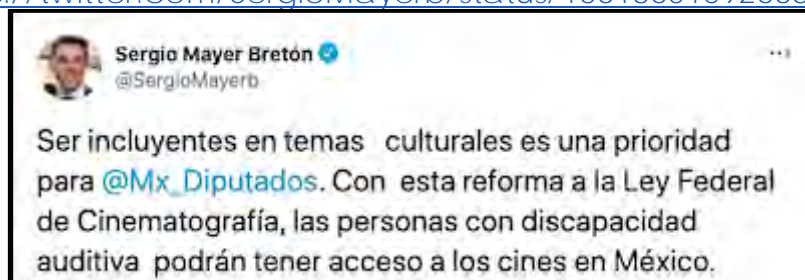 Sergio Mayer Bretón
@SergioMayerb
Ser incluyentes en temas culturales es una prioridad
para @Mx_Diputados. Con esta reforma a la Ley Federal
de Cinematografía, las personas con discapacidad
auditiva podrán tener acceso a los cines en México.